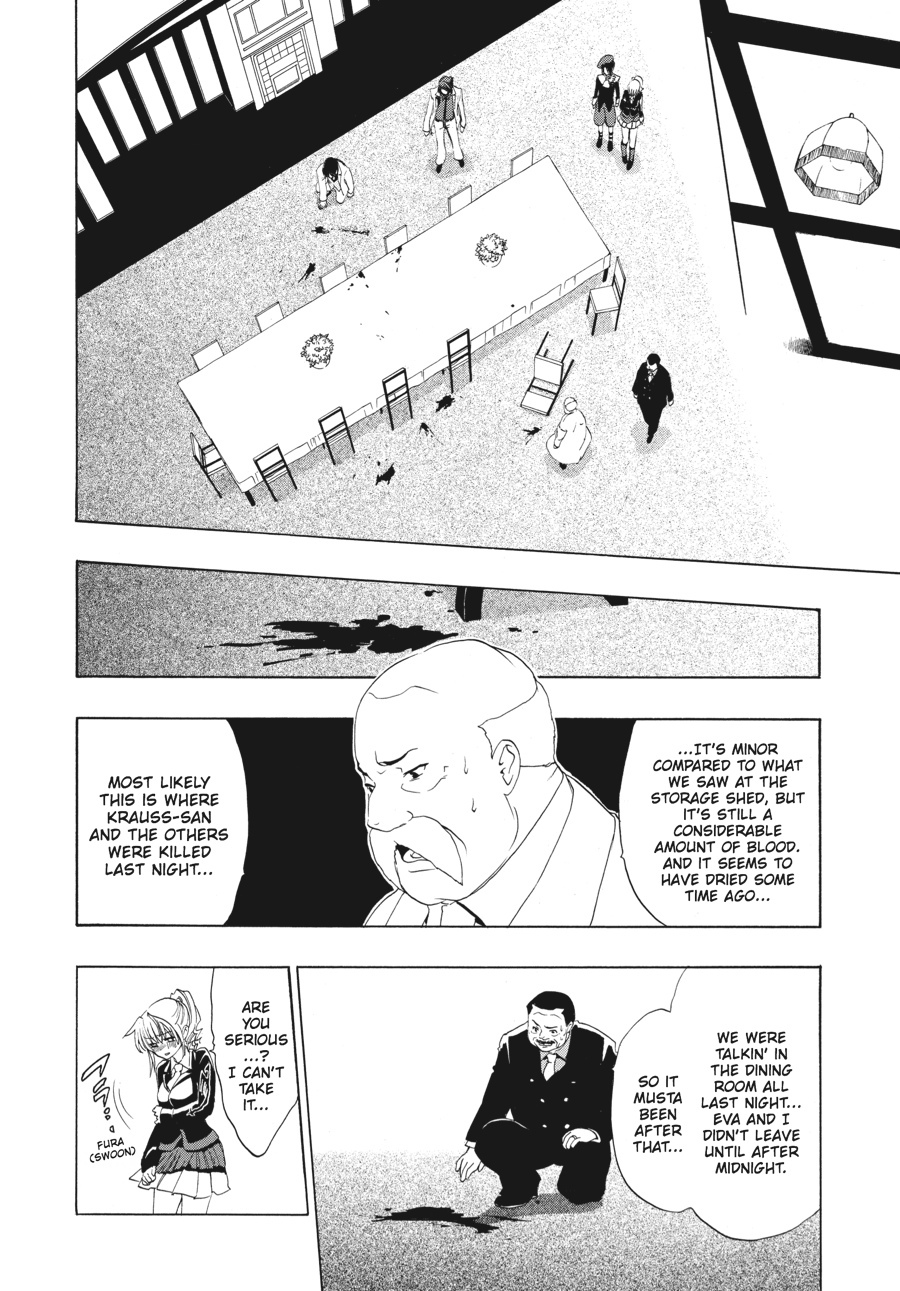 ...IT'S MINOR
COMPARED TO WHAT
WE SAW AT THE
STORAGE SHED, BUT
IT'S STILL A
CONSIDERABLE
AMOUNT OF BLOOD.
AND IT SEEMS TO
HAVE DRIED SOME
TIME AGO...
MOST LIKELY
THIS IS WHERE
KRAUSS-SAN
AND THE OTHERS
WERE KILLED
LAST NIGHT...
WE WERE
TALKIN' IN
THE DINING
ROOM ALL
LAST NIGHT...
EVA AND I
DIDN'T LEAVE
UNTIL AFTER
MIDNIGHT.
SO IT
MUSTA
BEEN
AFTER
THAT...
ARE
YOU
SERIOUS
...?
I CAN'T
TAKE
IT...
フラ...
FURA
(SWOON)